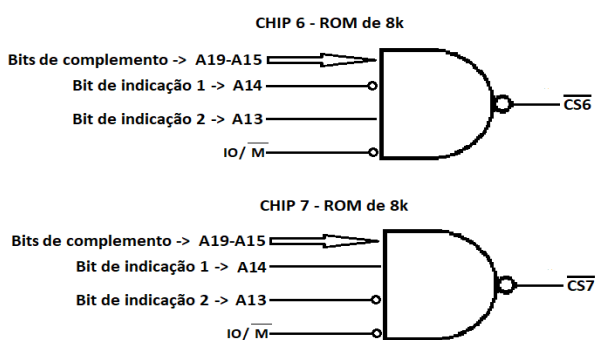 CHIP 6 - ROM de 8k
Bits de complemento -> A19-A15
Bit de indicação 1 -> A14
Bit de indicação 2 -> A13
IO/ M̅
C̅S̅6̅
CHIP 7 - ROM de 8k
Bits de complemento -> A19-A15
Bit de indicação 1 -> A14
Bit de indicação 2 -> A13
IO/ M̅
C̅S̅7̅